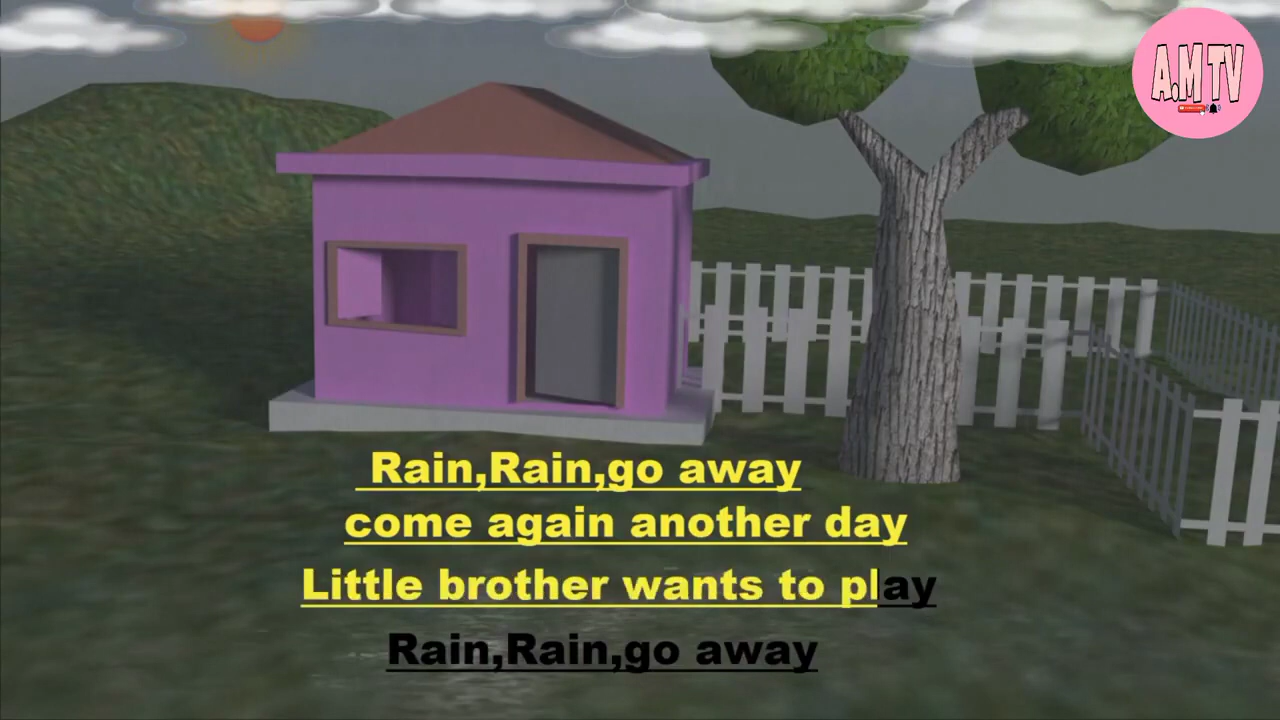 A.M TV
Rain,Rain,go away
come again another day
Little brother wants to play
Rain,Rain,go away